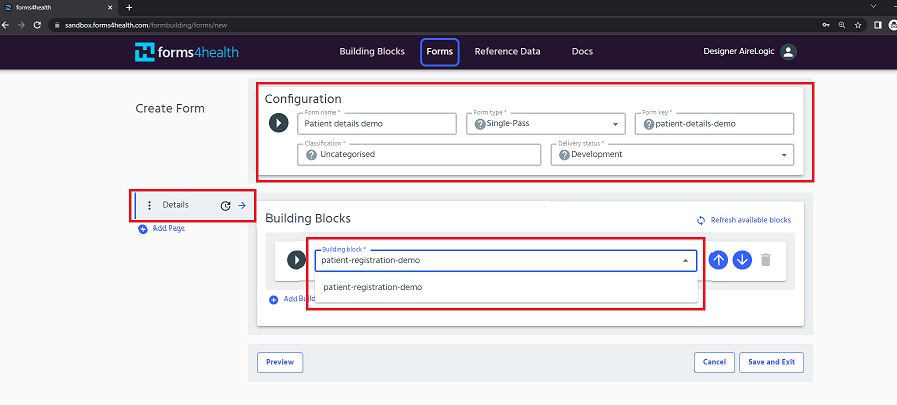 forms4health
sandbox.forms4health.com/formbuilding/forms/new
forms4health
Building Blocks
Forms
Reference Data
Docs
Designer AireLogic
Create Form
Configuration
Form name *
Patient details demo
Form type *
Single-Pass
Form key *
patient-details-demo
Classification *
Uncategorised
Delivery status *
Development
Details
Add Page
Building Blocks
Refresh available blocks
Building block *
patient-registration-demo
patient-registration-demo
Add Buil
Preview
Cancel
Save and Exit